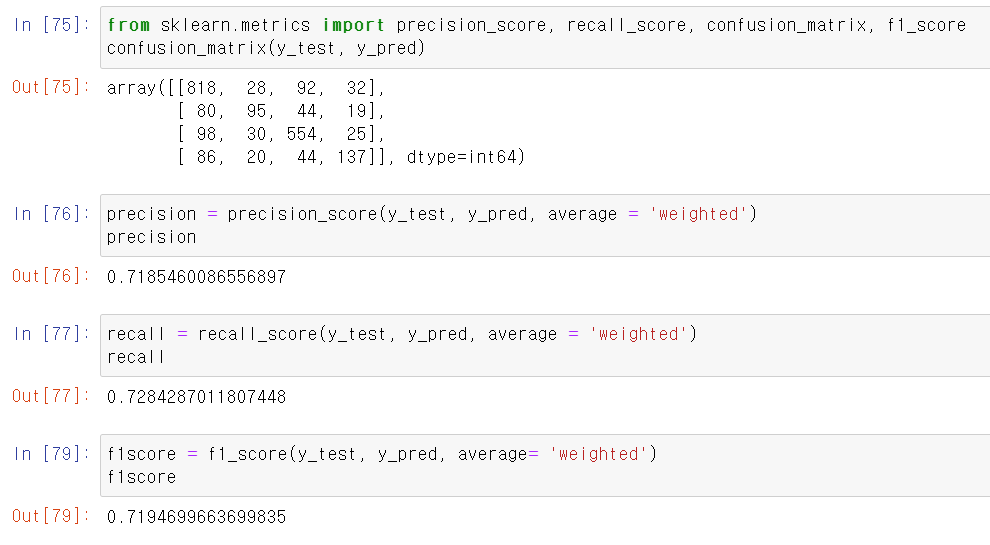 In [75]: from sklearn.metrics import precision_score, recall_score, confusion_matrix, f1_score
confusion_matrix(y_test, y_pred)
Out[75]: array([[818, 28, 92, 32],
[ 80, 95, 44, 19],
[ 98, 30, 554, 25],
[ 86, 20, 44, 137]], dtype=int64)
In [76]: precision = precision_score(y_test, y_pred, average = 'weighted')
precision
Out[76]: 0.7185460086556897
In [77]: recall = recall_score(y_test, y_pred, average = 'weighted')
recall
Out[77]: 0.7284287011807448
In [79]: f1score = f1_score(y_test, y_pred, average= 'weighted')
f1score
Out[79]: 0.7194699663699835